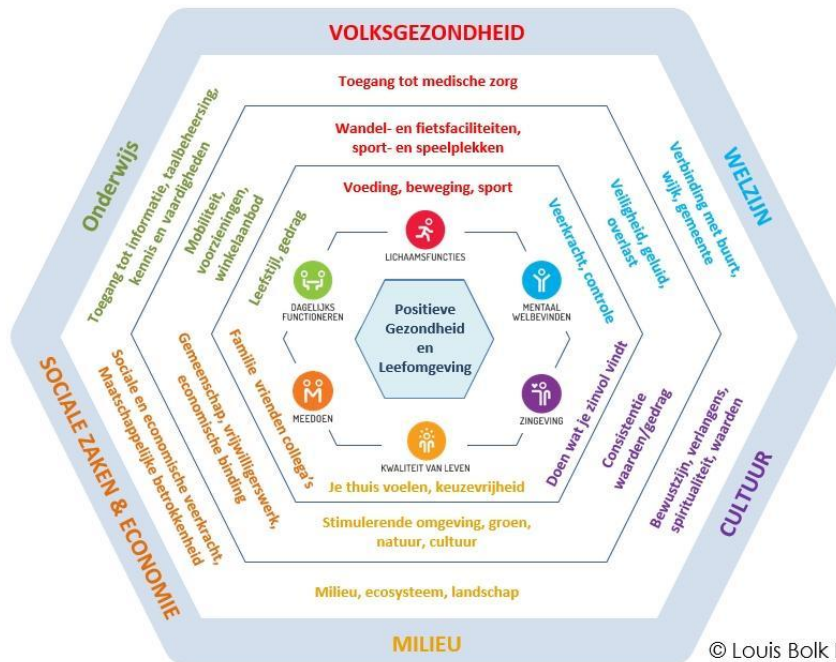 VOLKSGEZONDHEID
Toegang tot medische zorg
Wandel- en fietsfaciliteiten,
sport- en speelplekken
Voeding, beweging, sport
LICHAAMSFUNCTIES
WELZIJN
Verbinding met buurt,
wijk, gemeente
Veiligheid, geluid,
overlast
Veerkracht, controle
MENTAAL
WELBEVINDEN
CULTUUR
Bewustzijn, verlangens,
spiritualiteit, waarden
Consistentie
waarden/gedrag
Doen wat je zinvol vindt
ZINGEVING
MILIEU
Milieu, ecosysteem, landschap
Stimulerende omgeving, groen,
natuur, cultuur
Je thuis voelen, keuzevrijheid
KWALITEIT VAN LEVEN
SOCIALE ZAKEN & ECONOMIE
Sociale en economische veerkracht,
Maatschappelijke betrokkenheid
Gemeenschap, vrijwilligerswerk,
economische binding
Familie vrienden collega's
MEEDOEN
Onderwijs
Toegang tot informatie, taalbeheersing,
kennis en vaardigheden
Mobiliteit,
voorzieningen,
winkelaanbod
Leefstijl, gedrag
DAGELIJKS
FUNCTIONEREN
Positieve
Gezondheid
en
Leefomgeving
© Louis Bolk